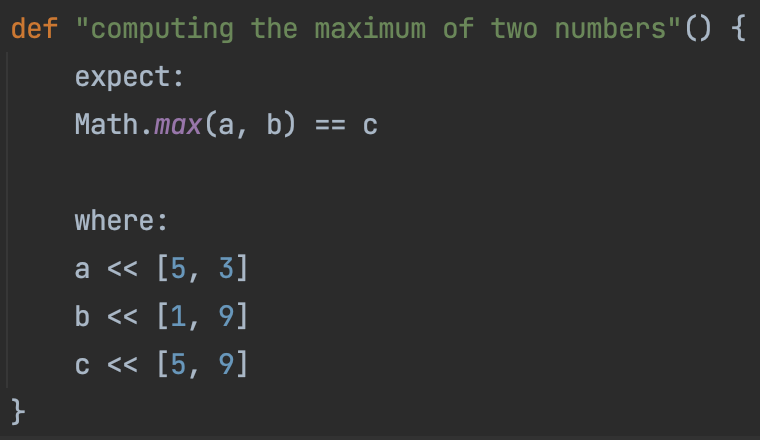 def "computing the maximum of two numbers"() {
    expect:
    Math.max(a, b) == c

    where:
    a << [5, 3]
    b << [1, 9]
    c << [5, 9]
}